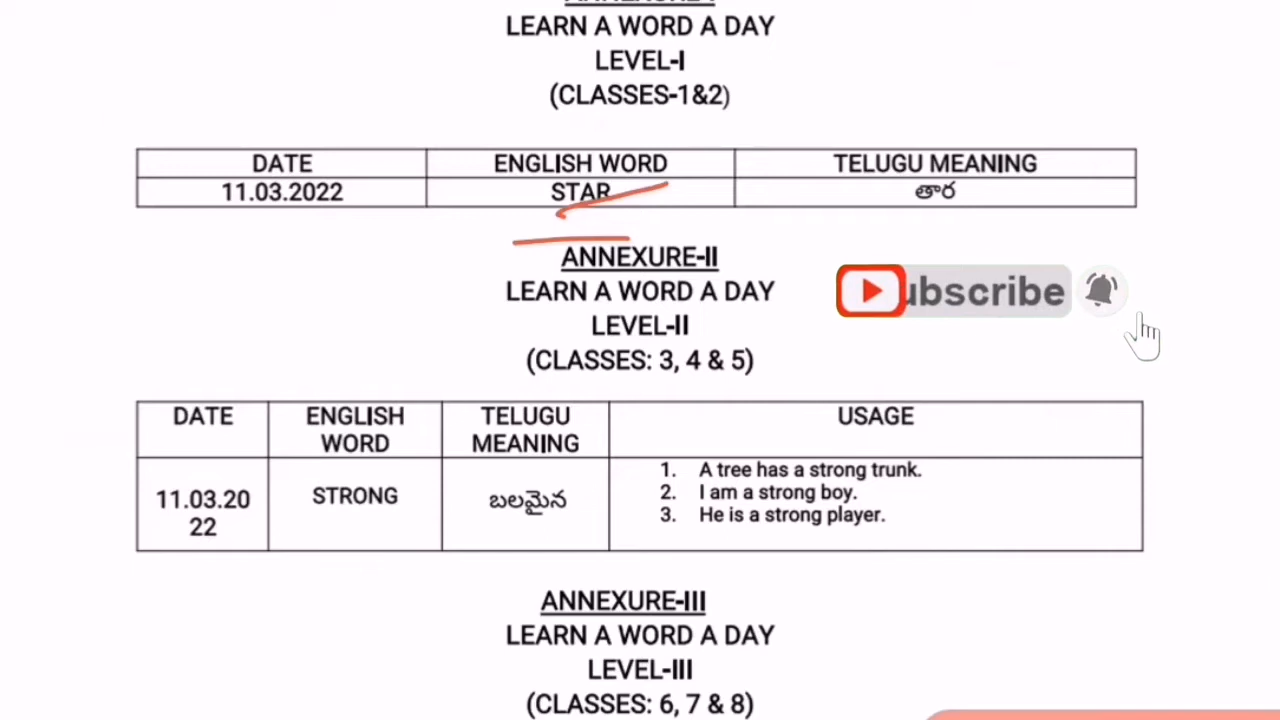 LEARN A WORD A DAY
LEVEL-I
(CLASSES-1&2)
DATE ENGLISH WORD TELUGU MEANING
11.03.2022 STAR తార
ANNEXURE-II
LEARN A WORD A DAY
LEVEL-II
(CLASSES: 3, 4 & 5)
ubscribe
DATE ENGLISH WORD TELUGU MEANING USAGE
11.03.20
22
STRONG
బలమైన
1. A tree has a strong trunk.
2. I am a strong boy.
3. He is a strong player.
ANNEXURE-III
LEARN A WORD A DAY
LEVEL-III
(CLASSES: 6, 7 & 8)